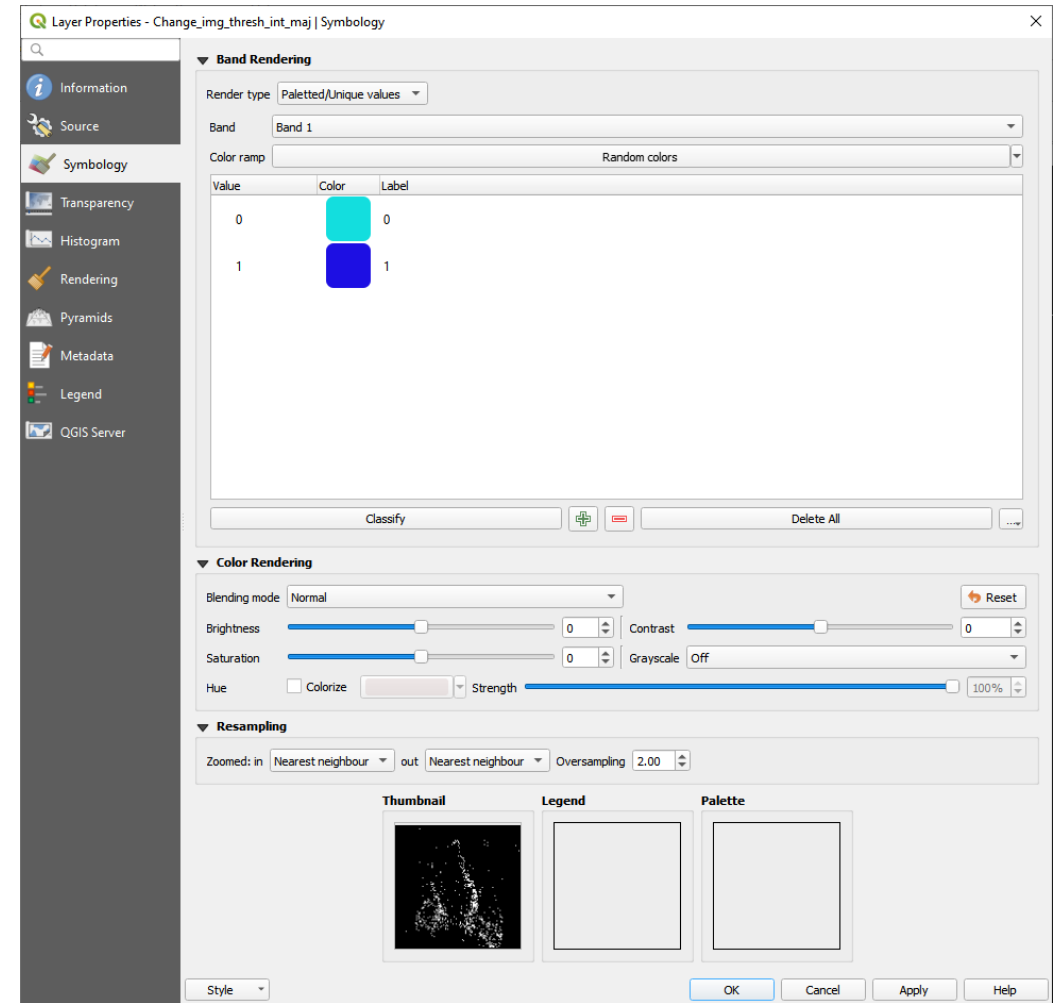 Layer Properties - Change_img_thresh_int_maj | Symbology
Information
Source
Symbology
Transparency
Histogram
Rendering
Pyramids
Metadata
Legend
QGIS Server
Band Rendering
Render type Paletted/Unique values
Band Band 1
Color ramp Random colors
Value Color Label
0 0
1 1
Classify Delete All ...
Color Rendering
Blending mode Normal Reset
Brightness 0 Contrast 0
Saturation 0 Grayscale Off
Hue Colorize Strength 100%
Resampling
Zoomed: in Nearest neighbour out Nearest neighbour Oversampling 2.00
Thumbnail Legend Palette
Style OK Cancel Apply Help